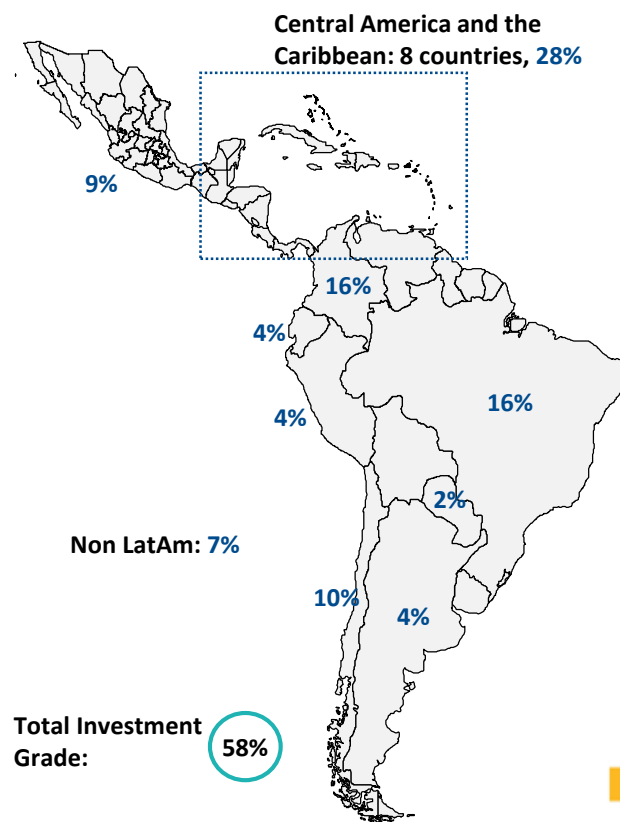 Central America and the
Caribbean: 8 countries, 28%
9%
16%
4%
16%
4%
2%
Non LatAm: 7%
10%
4%
Total Investment
Grade:
58%